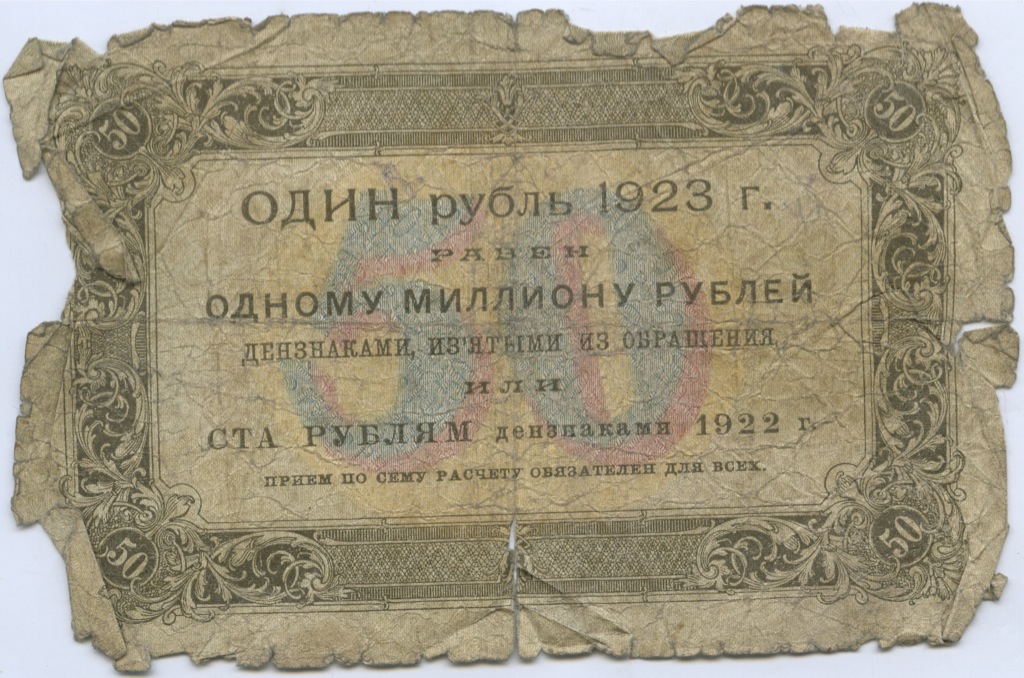 50 50
ОДИН рубль 1923 г.
РАВЕН
ОДНОМУ МИЛЛИОНУ РУБЛЕЙ
ДЕНЗНАКАМИ, ИЗ'ЯТЫМИ ИЗ ОБРАЩЕНИЯ,
ИЛИ
СТА РУБЛЯМ дензнаками 1922 г.
ПРИЕМ ПО СЕМУ РАСЧЕТУ ОБЯЗАТЕЛЕН ДЛЯ ВСЕХ.
50
50 50